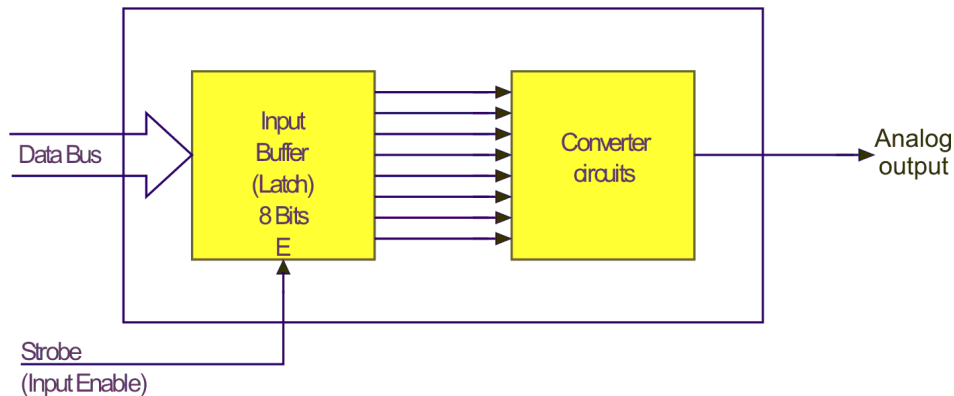 Data Bus
Input
Buffer
(Latch)
8 Bits
E
Converter
circuits
Analog
output
Strobe
(Input Enable)